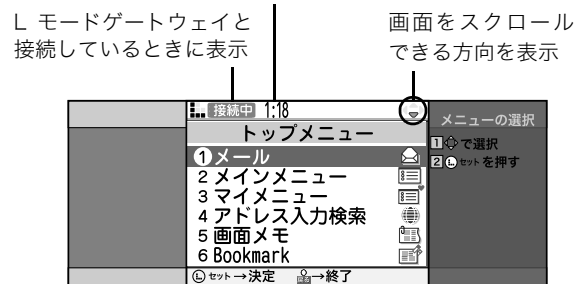 L モードゲートウェイと
接続しているときに表示
画面をスクロール
できる方向を表示
接続中 1:18
トップメニュー
1メール
2メインメニュー
3マイメニュー
4アドレス入力検索
5画面メモ
6Bookmark
Ⓛセット→決定 →終了
メニューの選択
1 で選択
2 Ⓛセットを押す